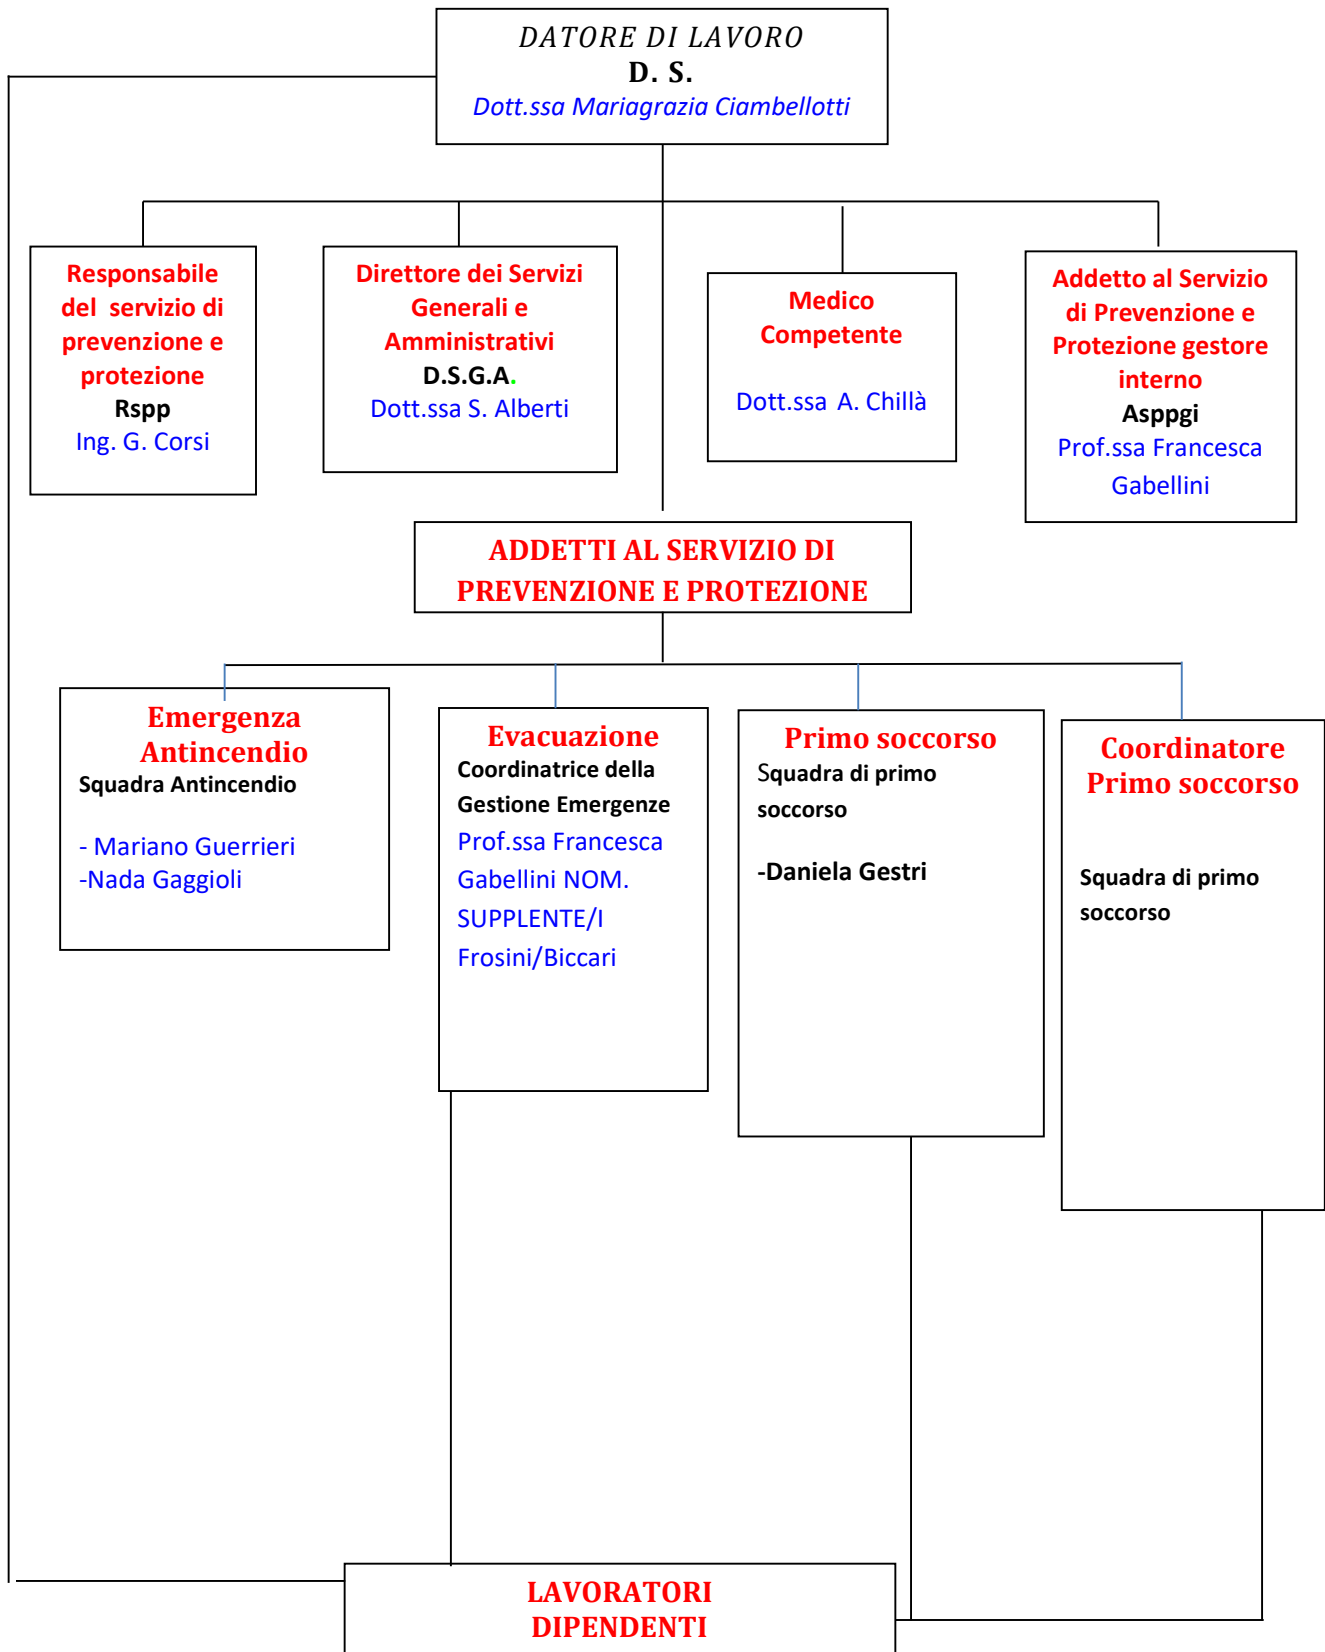 DATORE DI LAVORO
D. S.
Dott.ssa Mariagrazia Ciambellotti
Responsabile
del servizio di
prevenzione e
protezione
Rspp
Ing. G. Corsi
Direttore dei Servizi
Generali e
Amministrativi
D.S.G.A.
Dott.ssa S. Alberti
Medico
Competente
Dott.ssa A. Chillà
Addetto al Servizio
di Prevenzione e
Protezione gestore
interno
Asppgi
Prof.ssa Francesca
Gabellini
ADDETTI AL SERVIZIO DI
PREVENZIONE E PROTEZIONE
Emergenza
Antincendio
Squadra Antincendio
- Mariano Guerrieri
-Nada Gaggioli
Evacuazione
Coordinatrice della
Gestione Emergenze
Prof.ssa Francesca
Gabellini NOM.
SUPPLENTE/I
Frosini/Biccari
Primo soccorso
Squadra di primo
soccorso
-Daniela Gestri
Coordinatore
Primo soccorso
Squadra di primo
soccorso
LAVORATORI
DIPENDENTI